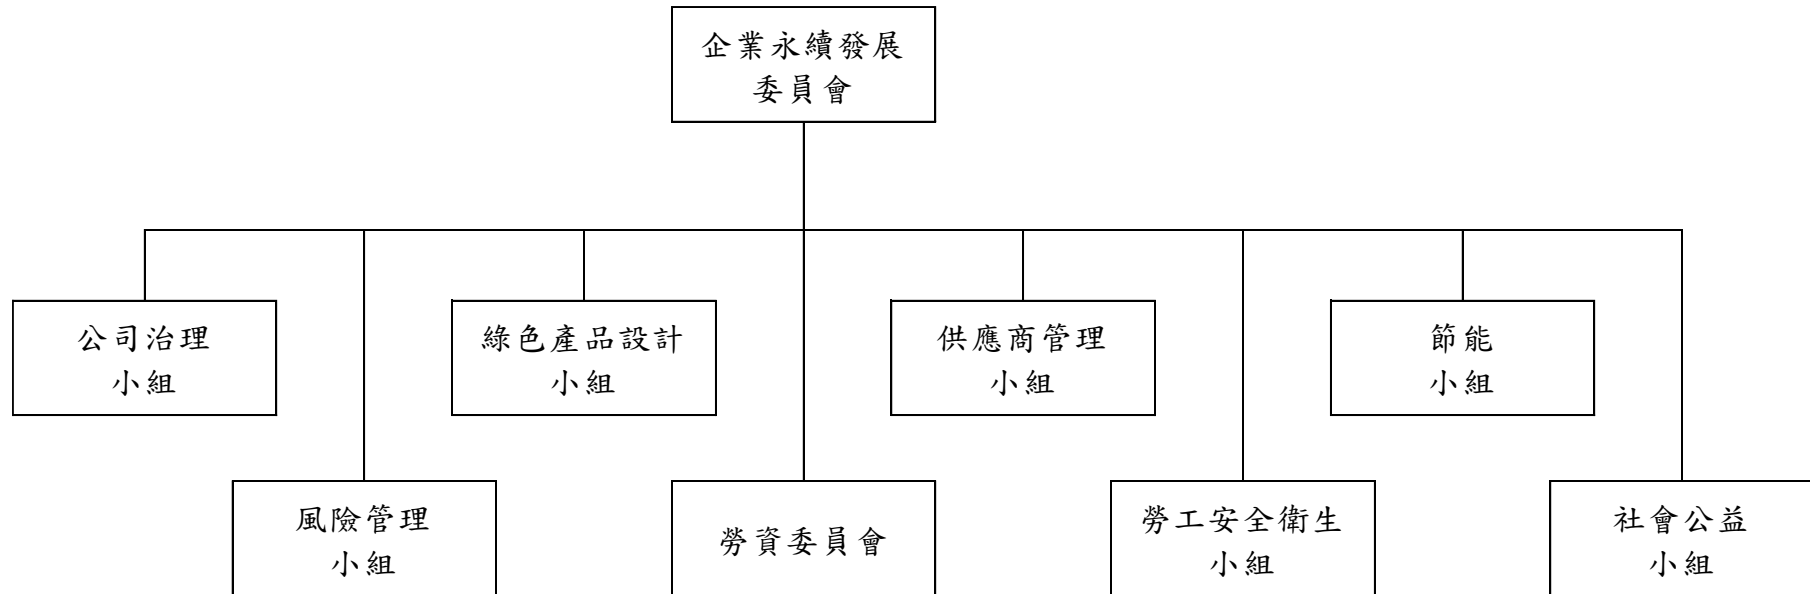 企業永續發展
委員會
公司治理
小組
綠色產品設計
小組
供應商管理
小組
節能
小組
風險管理
小組
勞資委員會
勞工安全衛生
小組
社會公益
小組